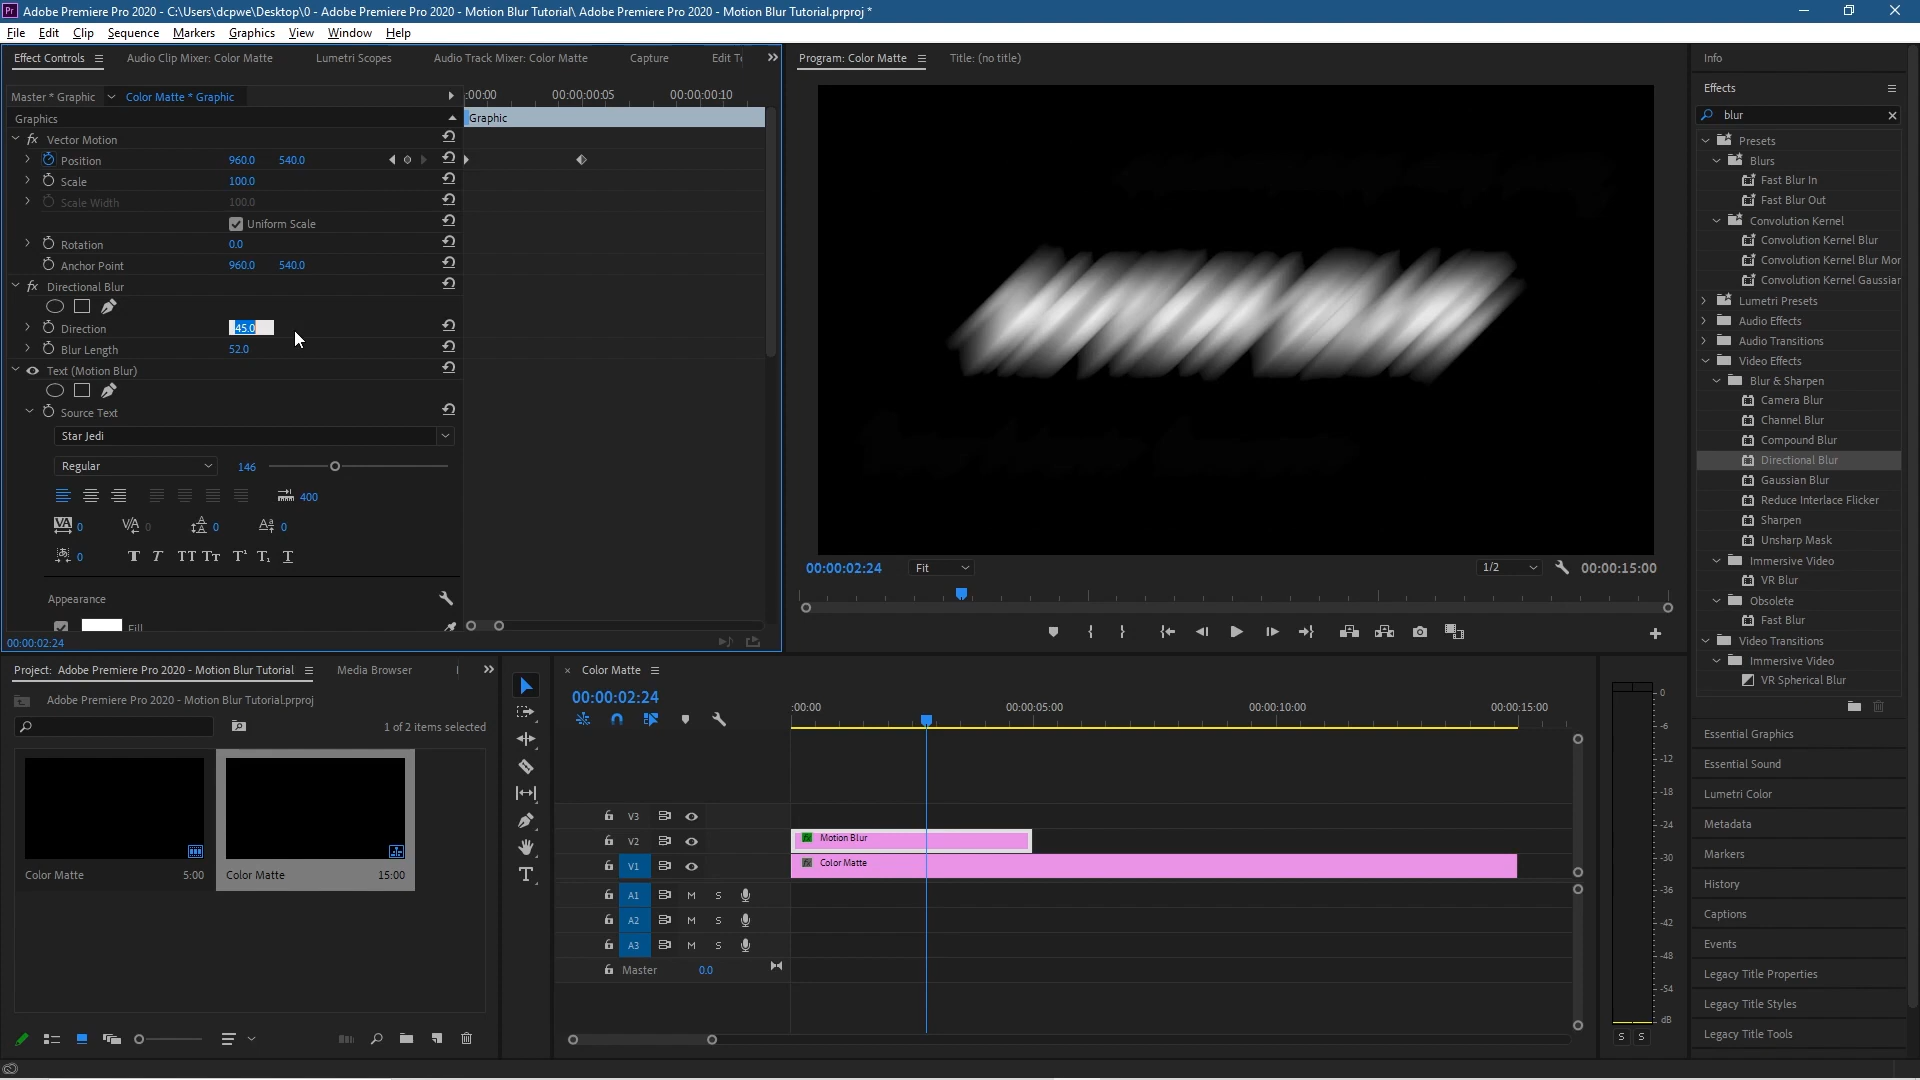 Pr Adobe Premiere Pro 2020 - C:\Users\dcpwe\Desktop\0 - Adobe Premiere Pro 2020 - Motion Blur Tutorial\ Adobe Premiere Pro 2020 - Motion Blur Tutorial.prproj *
File Edit Clip Sequence Markers Graphics View Window Help
Effect Controls Audio Clip Mixer: Color Matte Lumetri Scopes Audio Track Mixer: Color Matte Capture Edit T
Master * Graphic Color Matte * Graphic
:00:00 00:00:00:05 00:00:00:10
Graphics
Graphic
fx Vector Motion
Position 960.0 540.0
Scale 100.0
Scale Width 100.0
Uniform Scale
Rotation 0.0
Anchor Point 960.0 540.0
fx Directional Blur
Direction 45.0
Blur Length 52.0
Text (Motion Blur)
Source Text
Star Jedi
Regular 146
400
VA 0 V/A 0 A 0 Aa 0
0 T T TT Tt T¹ T₁ T
Appearance
Fill
00:00:02:24
Program: Color Matte Title: (no title)
00:00:02:24 Fit 1/2 00:00:15:00
Info
Effects
blur
Presets
Blurs
Fast Blur In
Fast Blur Out
Convolution Kernel
Convolution Kernel Blur
Convolution Kernel Blur Mor
Convolution Kernel Gaussiar
Lumetri Presets
Audio Effects
Audio Transitions
Video Effects
Blur & Sharpen
Camera Blur
Channel Blur
Compound Blur
Directional Blur
Gaussian Blur
Reduce Interlace Flicker
Sharpen
Unsharp Mask
Immersive Video
VR Blur
Obsolete
Fast Blur
Video Transitions
Immersive Video
VR Spherical Blur
Essential Graphics
Essential Sound
Lumetri Color
Metadata
Markers
History
Captions
Events
Legacy Title Properties
Legacy Title Styles
Legacy Title Tools
Project: Adobe Premiere Pro 2020 - Motion Blur Tutorial Media Browser
Adobe Premiere Pro 2020 - Motion Blur Tutorial.prproj
1 of 2 items selected
Color Matte 5:00
Color Matte 15:00
Color Matte
00:00:02:24
:00:00 00:00:05:00 00:00:10:00 00:00:15:00
V3
V2 fx Motion Blur
V1 fx Color Matte
A1 M S
A2 M S
A3 M S
Master 0.0
0
-6
-12
-18
-24
-30
-36
-42
-48
-54
dB
S S